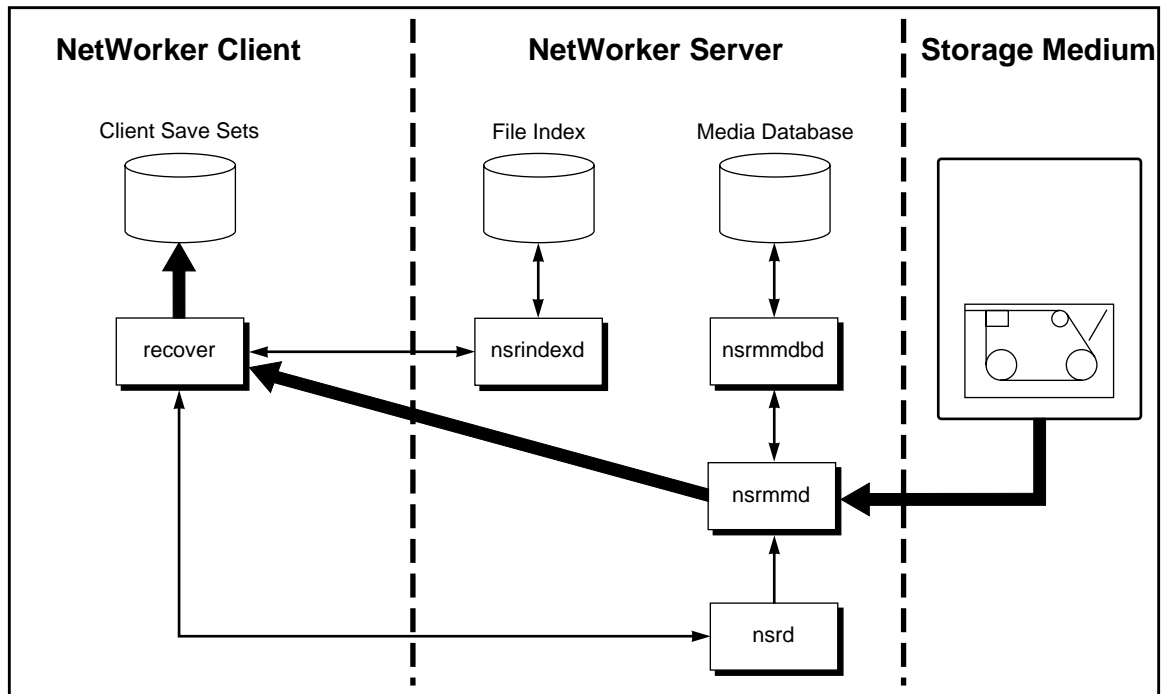 NetWorker Client
NetWorker Server
Storage Medium
Client Save Sets
File Index
Media Database
recover
nsrindexd
nsrmmdbd
nsrmmd
nsrd